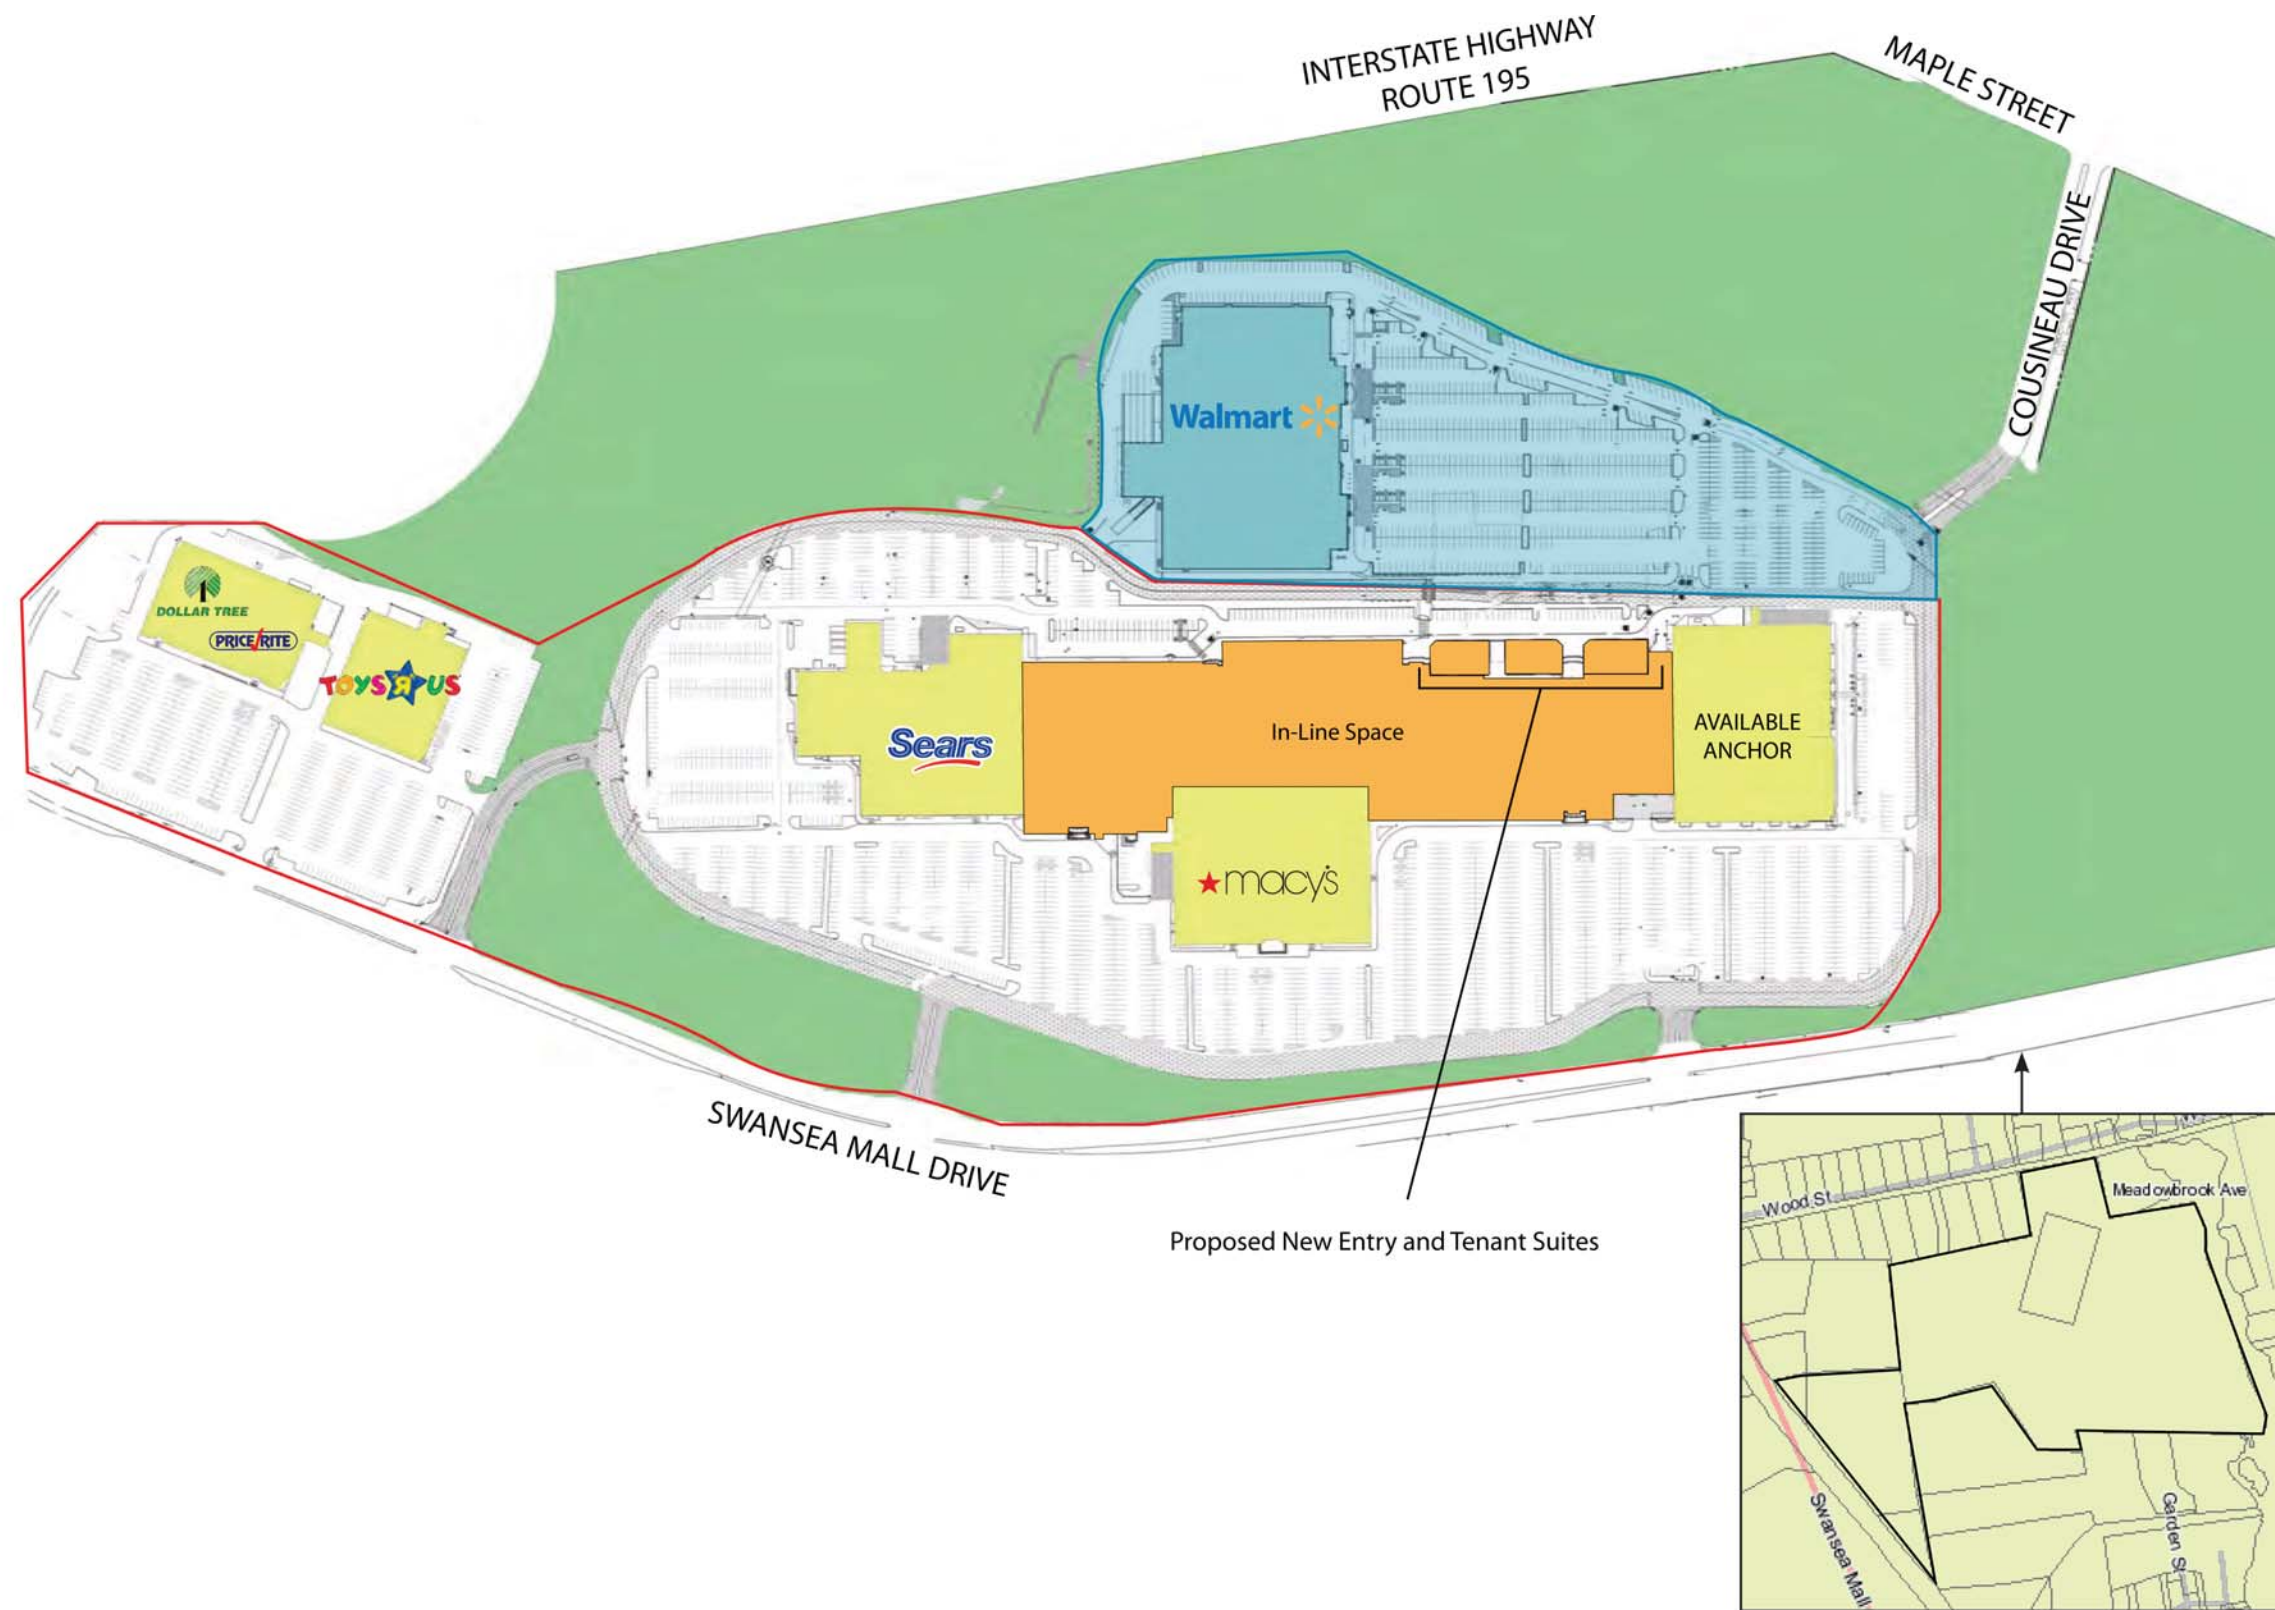 INTERSTATE HIGHWAY
ROUTE 195
MAPLE STREET
COUSINEAU DRIVE
Walmart
DOLLAR TREE
PRICE RITE
TOYS R US
Sears
In-Line Space
AVAILABLE
ANCHOR
macy's
SWANSEA MALL DRIVE
Proposed New Entry and Tenant Suites
Wood St
Meadowbrook Ave
Swansea Mall
Garden St